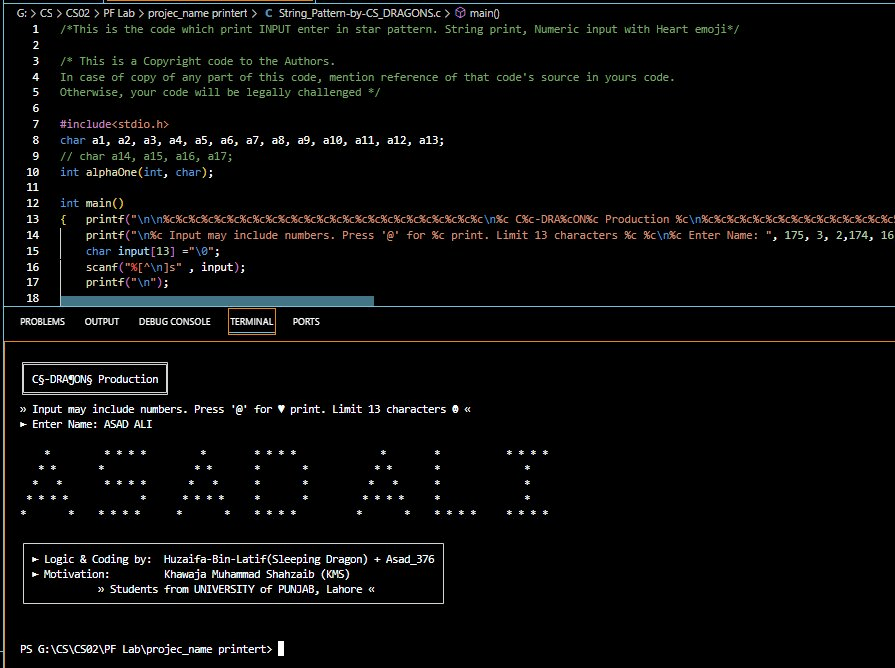 G: > CS > CS02 > PF Lab > projec_name printert > C String_Pattern-by-CS_DRAGONS.c > main()
1 /*This is the code which print INPUT enter in star pattern. String print, Numeric input with Heart emoji*/
2
3 /* This is a Copyright code to the Authors.
4 In case of copy of any part of this code, mention reference of that code's source in yours code.
5 Otherwise, your code will be legally challenged */
6
7 #include<stdio.h>
8 char a1, a2, a3, a4, a5, a6, a7, a8, a9, a10, a11, a12, a13;
9 // char a14, a15, a16, a17;
10 int alphaOne(int, char);
11
12 int main()
13 { printf("\n\n%c%c%c%c%c%c%c%c%c%c%c%c%c%c%c%c%c%c%c%c%c%c%c%c%c\n%c C%c-DRA%cON%c Production %c\n%c%c%c%c%c%c%c%c%c%c%c%c%c%c%c
14 printf("\n%c Input may include numbers. Press '@' for %c print. Limit 13 characters %c %c\n%c Enter Name: ", 175, 3, 2,174, 16
15 char input[13] ="\0";
16 scanf("%[^\n]s" , input);
17 printf("\n");
18
PROBLEMS OUTPUT DEBUG CONSOLE TERMINAL PORTS
C§-DRA¶ON§ Production
» Input may include numbers. Press '@' for ♥ print. Limit 13 characters ☻ «
► Enter Name: ASAD ALI
ASAD ALI
► Logic & Coding by: Huzaifa-Bin-Latif(Sleeping Dragon) + Asad_376
► Motivation: Khawaja Muhammad Shahzaib (KMS)
» Students from UNIVERSITY of PUNJAB, Lahore «
PS G:\CS\CS02\PF Lab\projec_name printert>